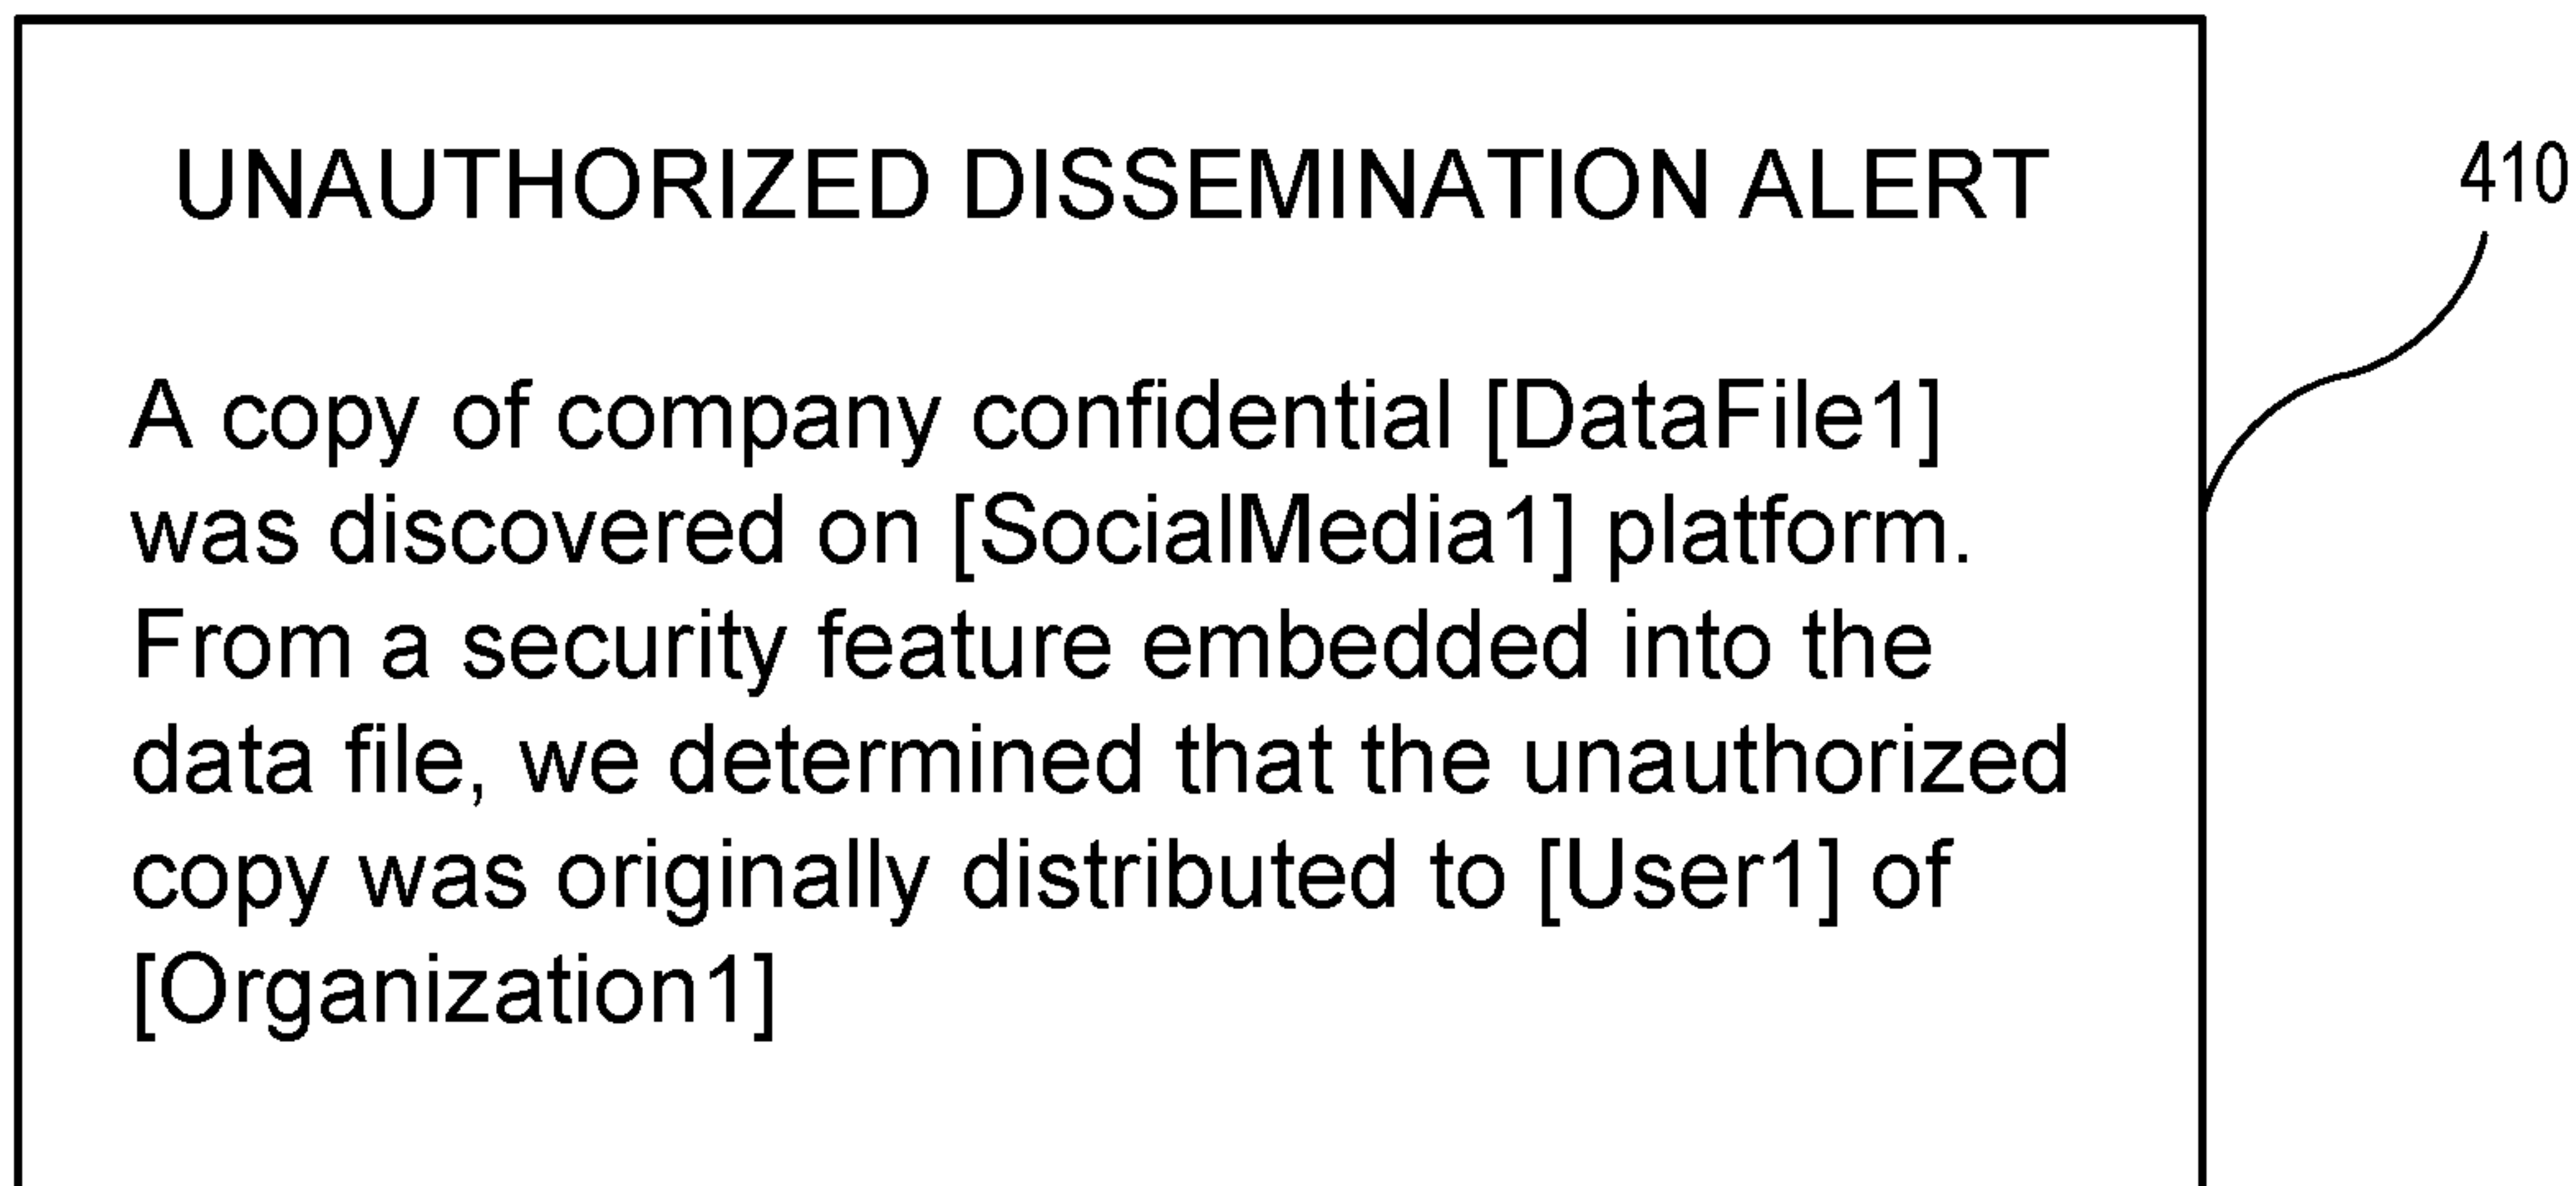 UNAUTHORIZED DISSEMINATION ALERT
410
A copy of company confidential [DataFile1]
was discovered on [SocialMedia1] platform.
From a security feature embedded into the
data file, we determined that the unauthorized
copy was originally distributed to [User1] of
[Organization1]